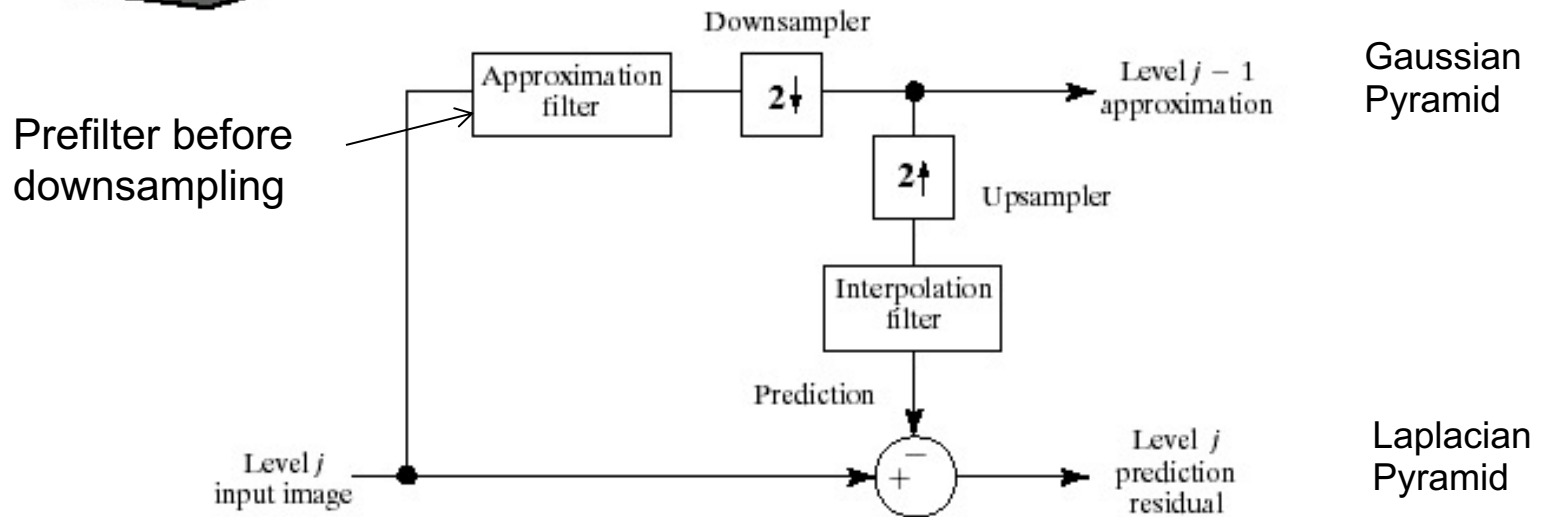 Downsampler
Approximation
filter
2↓
Level j − 1
approximation
Gaussian
Pyramid
Prefilter before
downsampling
2↑
Upsampler
Interpolation
filter
Prediction
Level j
input image
+
−
Level j
prediction
residual
Laplacian
Pyramid